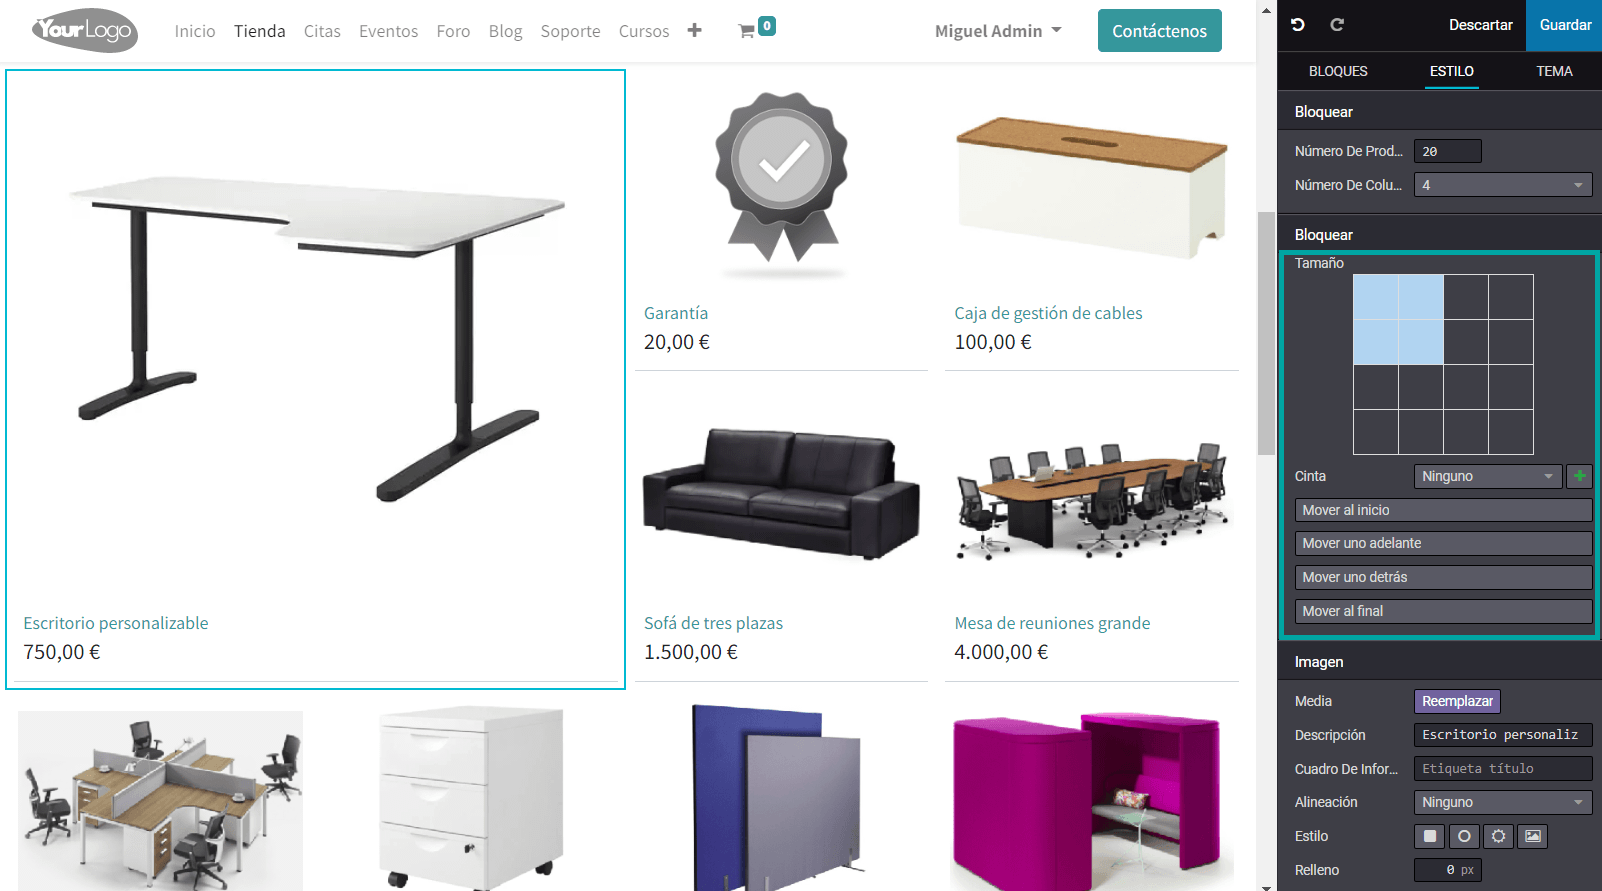 YourLogo
Inicio Tienda Citas Eventos Foro Blog Soporte Cursos 0 Miguel Admin Contáctenos
Descartar Guardar
BLOQUES ESTILO TEMA
Bloquear
Número De Prod... 20
Número De Colu... 4
Bloquear
Tamaño
Garantía
20,00 €
Caja de gestión de cables
100,00 €
Escritorio personalizable
750,00 €
Sofá de tres plazas
1.500,00 €
Mesa de reuniones grande
4.000,00 €
Cinta Ninguno
Mover al inicio
Mover uno adelante
Mover uno detrás
Mover al final
Imagen
Media Reemplazar
Descripción Escritorio personaliz
Cuadro De Infor... Etiqueta título
Alineación Ninguno
Estilo
Relleno 0 px